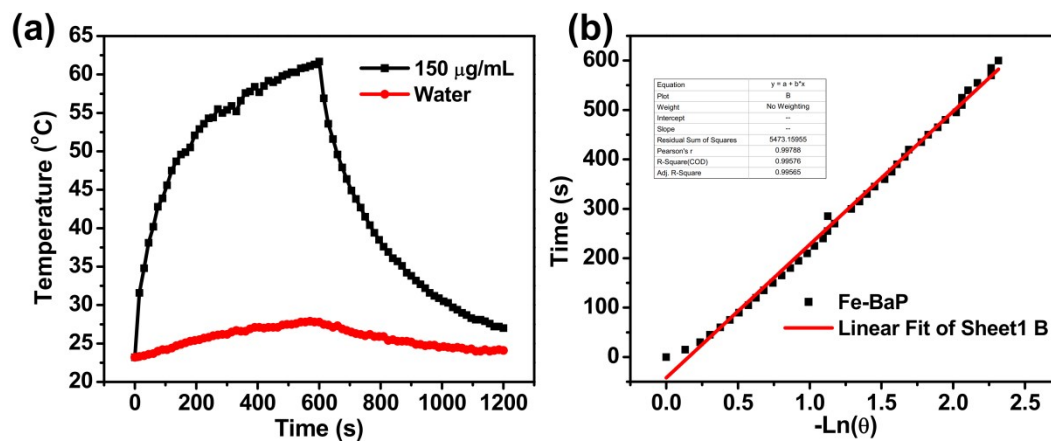 (a)
65
60
55
50
45
40
35
30
25
20
Temperature (°C)
150 μg/mL
Water
0 200 400 600 800 1000 1200
Time (s)
(b)
600
500
400
300
200
100
0
Time (s)
Equation y = a + b*x
Plot B
Weight No Weighting
Intercept --
Slope --
Residual Sum of Squares 5473.15955
Pearson's r 0.99788
R-Square(COD) 0.99576
Adj. R-Square 0.99565
Fe-BaP
Linear Fit of Sheet1 B
0.0 0.5 1.0 1.5 2.0 2.5
-Ln(θ)